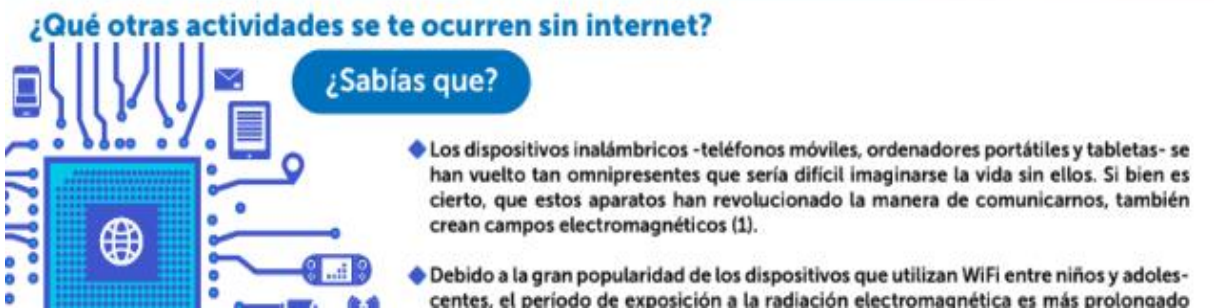 ¿Qué otras actividades se te ocurren sin internet?
¿Sabías que?
Los dispositivos inalámbricos -teléfonos móviles, ordenadores portátiles y tabletas- se
han vuelto tan omnipresentes que sería difícil imaginarse la vida sin ellos. Si bien es
cierto, que estos aparatos han revolucionado la manera de comunicarnos, también
crean campos electromagnéticos (1).
Debido a la gran popularidad de los dispositivos que utilizan WiFi entre niños y adoles-
centes, el período de exposición a la radiación electromagnética es más prolongado